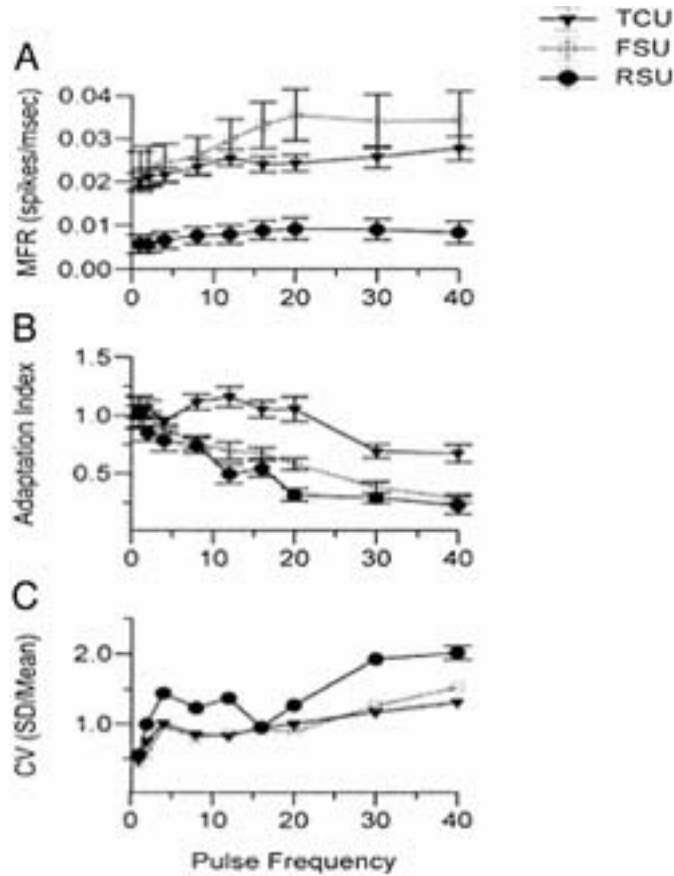 TCU
FSU
RSU
A
0.04
0.03
0.02
0.01
0.00
MFR (spikes/msec)
0 10 20 30 40
B
1.5
1.0
0.5
Adaptation Index
0 10 20 30 40
C
2.0
1.0
CV (SD/Mean)
0 10 20 30 40
Pulse Frequency